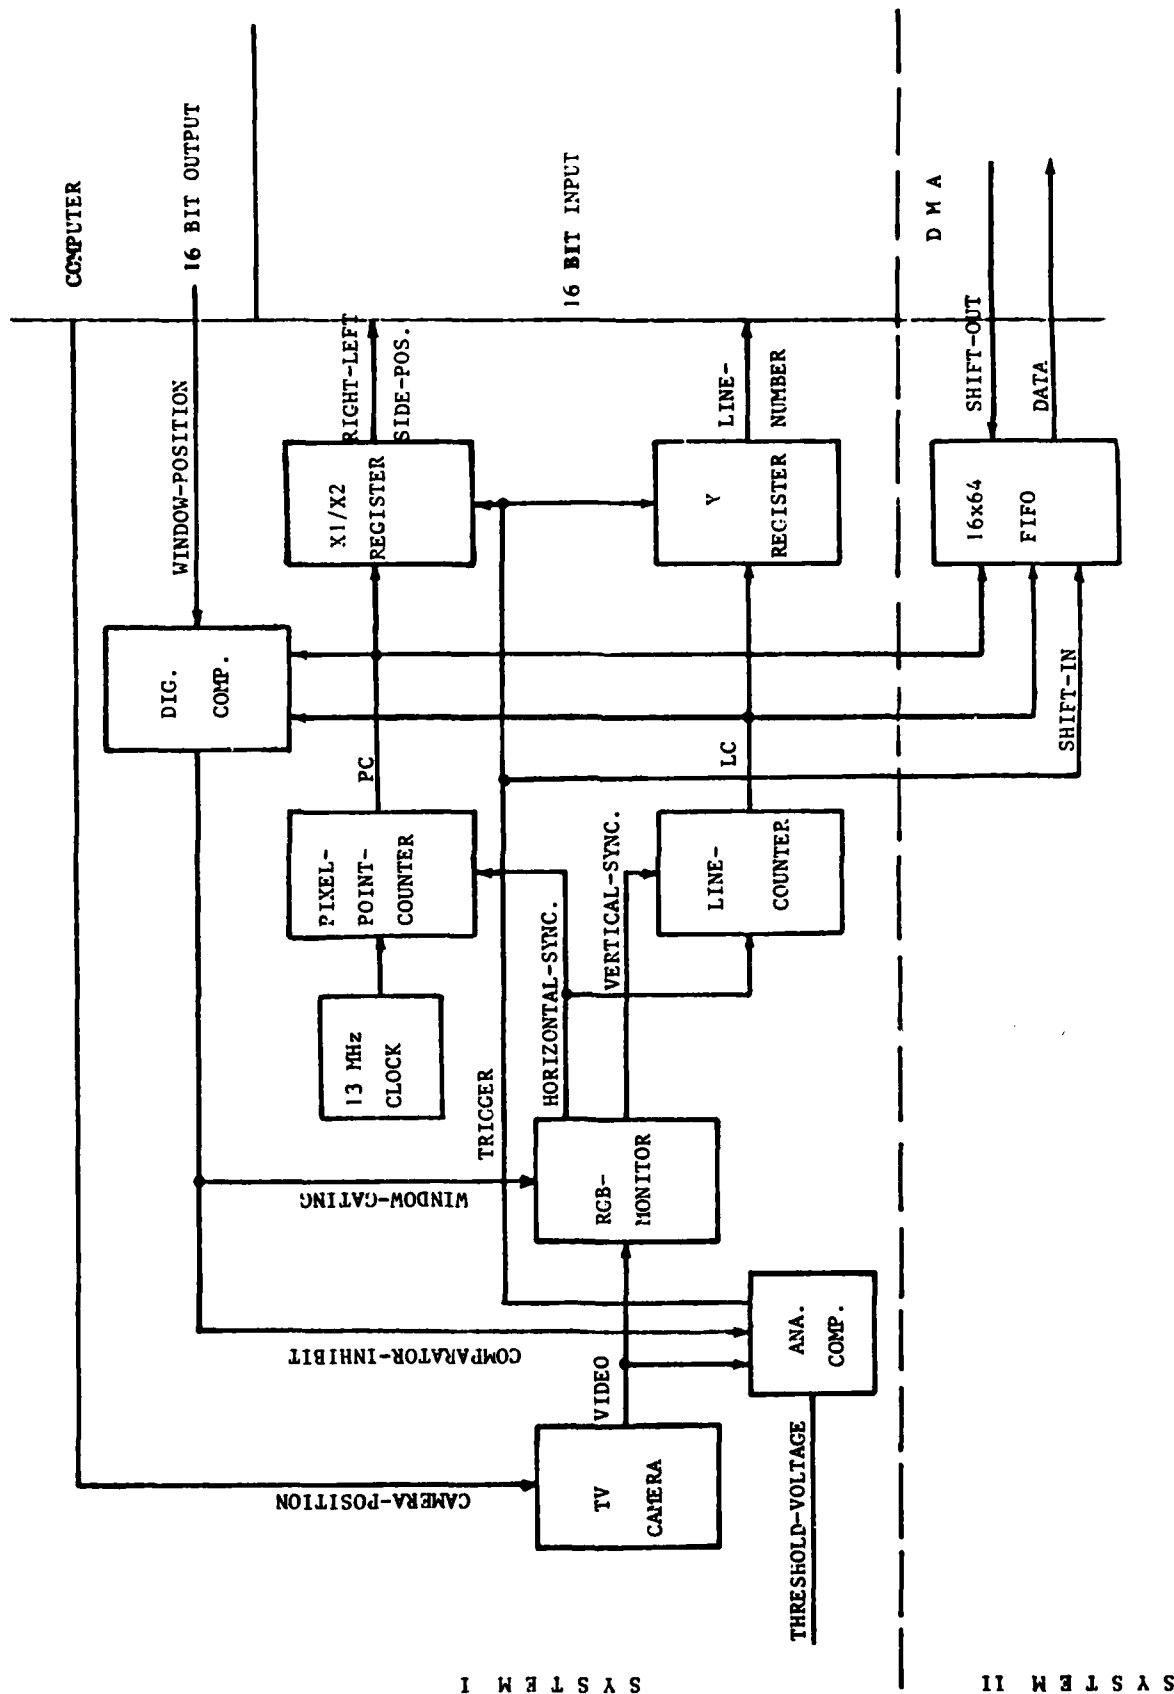 COMPUTER
16 BIT OUTPUT
WINDOW-POSITION
CAMERA-POSITION
COMPARATOR-INHIBIT
WINDOW-GATING
DIG.
COMP.
16 BIT INPUT
RIGHT-LEFT
SIDE-POS.
X1/X2
REGISTER
PC
PIXEL-
POINT-
COUNTER
13 MHz
CLOCK
TRIGGER
HORIZONTAL-SYNC.
VERTICAL-SYNC.
LINE-
NUMBER
Y
REGISTER
LC
LINE-
COUNTER
RGB-
MONITOR
VIDEO
TV
CAMERA
ANA.
COMP.
THRESHOLD-VOLTAGE
SYSTEM I
DMA
SHIFT-OUT
DATA
16x64
FIFO
SHIFT-IN
SYSTEM II